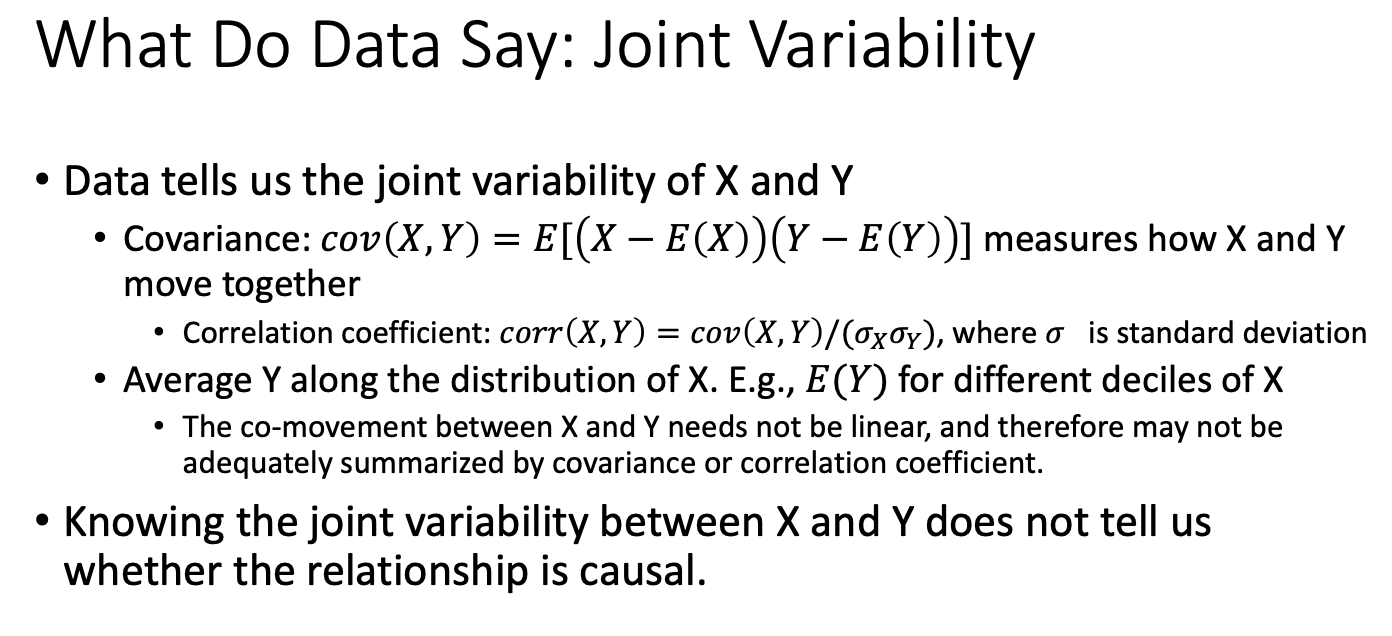 What Do Data Say: Joint Variability
• Data tells us the joint variability of X and Y
• Covariance: cov(X, Y) = E[(X − E(X))(Y − E(Y))] measures how X and Y
move together
• Correlation coefficient: corr(X, Y) = cov(X, Y)/(σ_Xσ_Y), where σ is standard deviation
• Average Y along the distribution of X. E.g., E(Y) for different deciles of X
• The co-movement between X and Y needs not be linear, and therefore may not be
adequately summarized by covariance or correlation coefficient.
• Knowing the joint variability between X and Y does not tell us
whether the relationship is causal.